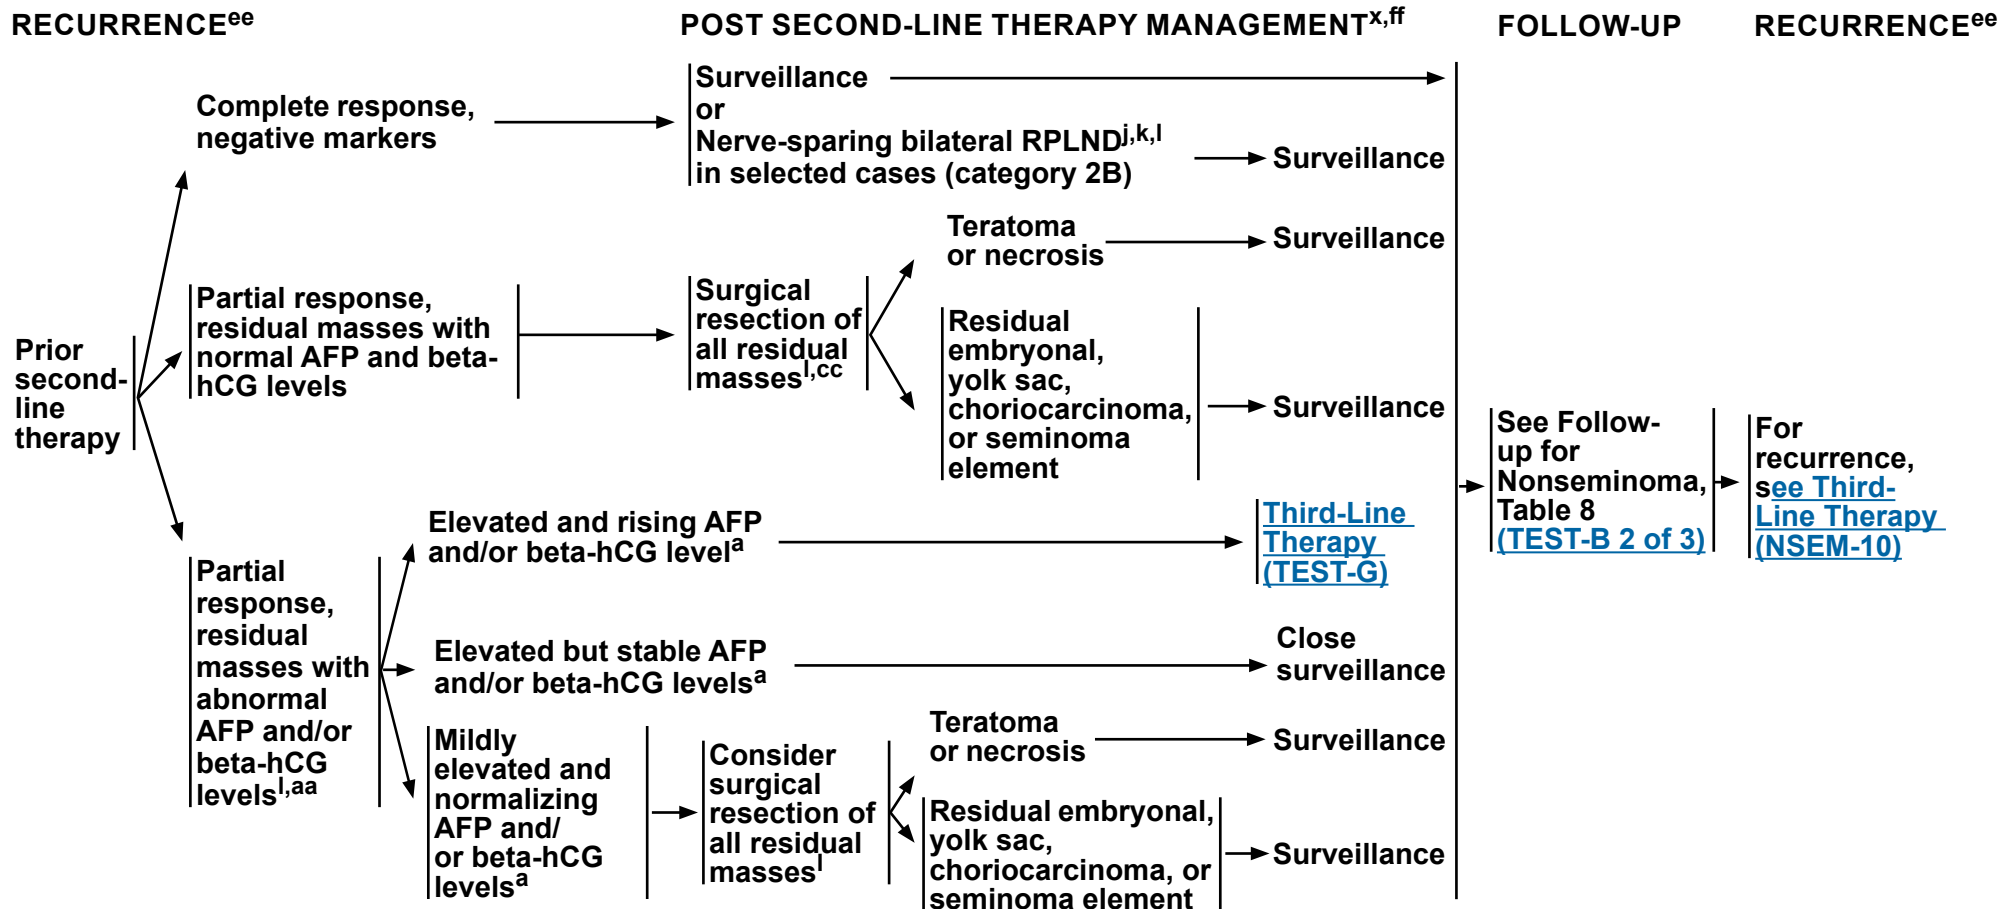 RECURRENCEee
POST SECOND-LINE THERAPY MANAGEMENTx,ff
FOLLOW-UP
RECURRENCEee
Prior
second-
line
therapy
Complete response,
negative markers
Surveillance
or
Nerve-sparing bilateral RPLNDj,k,l
in selected cases (category 2B)
Surveillance
Partial response,
residual masses with
normal AFP and beta-
hCG levels
Surgical
resection of
all residual
massesl,cc
Teratoma
or necrosis
Surveillance
Residual
embryonal,
yolk sac,
choriocarcinoma,
or seminoma
element
Surveillance
Partial
response,
residual
masses with
abnormal
AFP and/or
beta-hCG
levelsl,aa
Elevated and rising AFP
and/or beta-hCG levela
Third-Line
Therapy
(TEST-G)
Elevated but stable AFP
and/or beta-hCG levelsa
Close
surveillance
Mildly
elevated and
normalizing
AFP and/
or beta-hCG
levelsa
Consider
surgical
resection of
all residual
massesl
Teratoma
or necrosis
Surveillance
Residual embryonal,
yolk sac,
choriocarcinoma, or
seminoma element
Surveillance
See Follow-
up for
Nonseminoma,
Table 8
(TEST-B 2 of 3)
For
recurrence,
see Third-
Line Therapy
(NSEM-10)